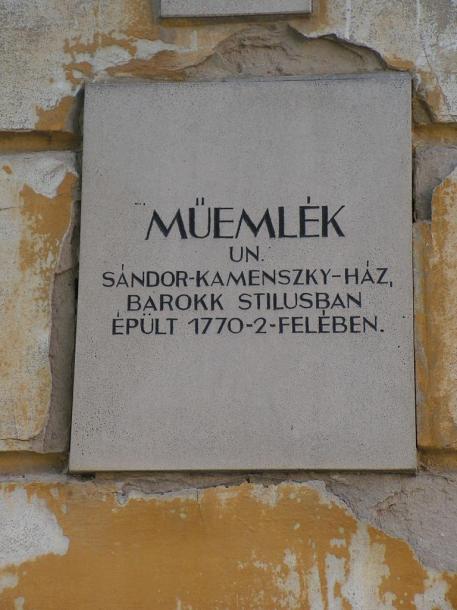 MŰEMLÉK
UN.
SÁNDOR-KAMENSZKY-HÁZ,
BAROKK STILUSBAN
ÉPÜLT 1770-2-FELÉBEN.